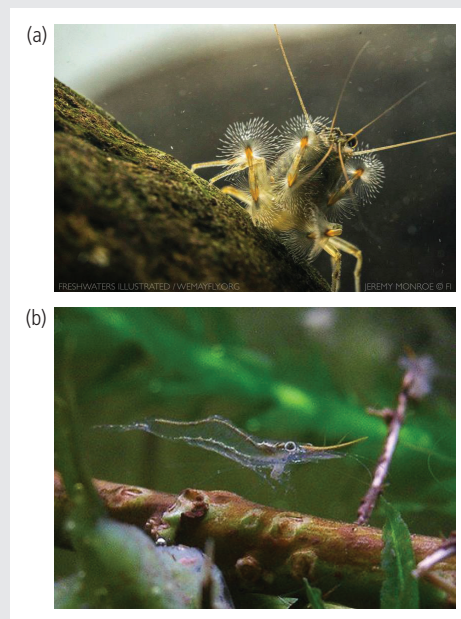 (a)
FRESHWATERS ILLUSTRATED / WEMAYFLY.ORG
JEREMY MONROE © FI
(b)